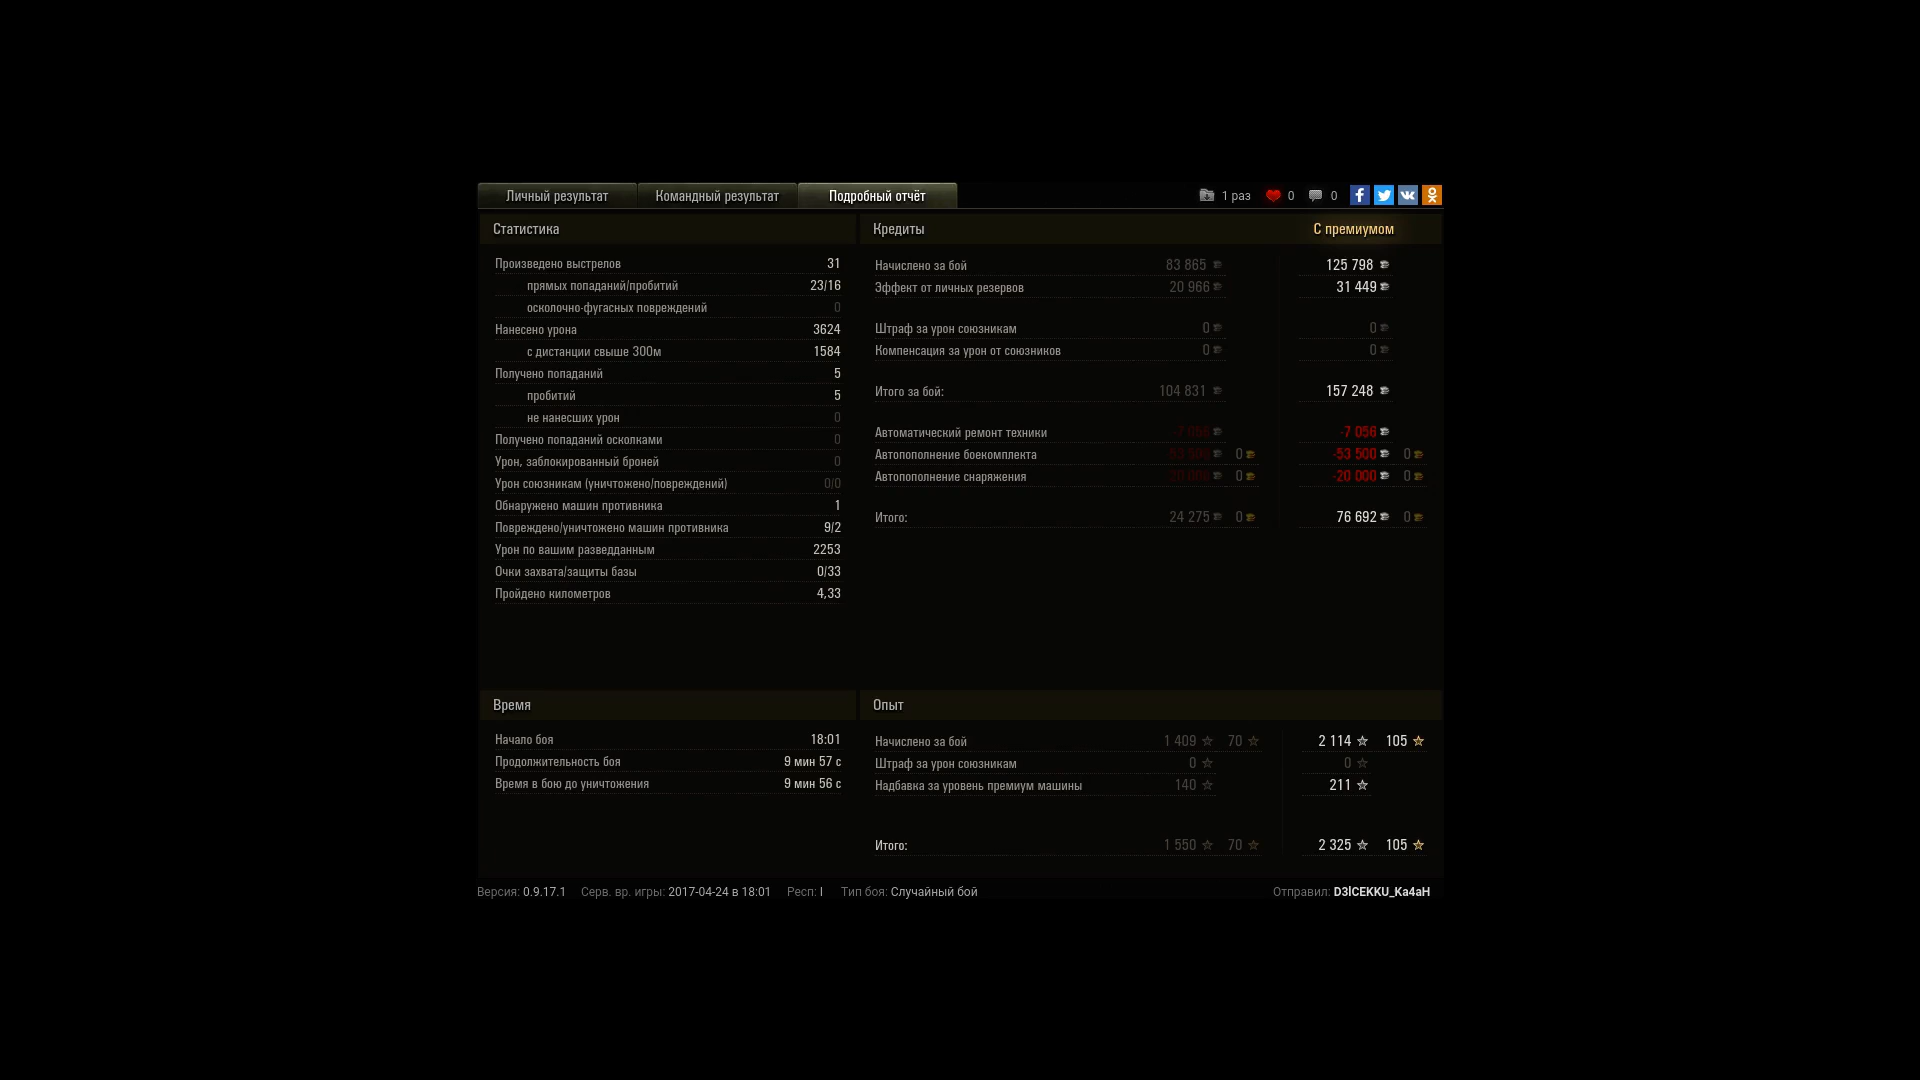 Личный результат Командный результат Подробный отчёт 1 раз 0 0
Статистика
Произведено выстрелов 31
прямых попаданий/пробитий 23/16
осколочно-фугасных повреждений 0
Нанесено урона 3624
с дистанции свыше 300м 1584
Получено попаданий 5
пробитий 5
не нанесших урон 0
Получено попаданий осколками 0
Урон, заблокированный броней 0
Урон союзникам (уничтожено/повреждений) 0/0
Обнаружено машин противника 1
Повреждено/уничтожено машин противника 9/2
Урон по вашим разведданным 2253
Очки захвата/защиты базы 0/33
Пройдено километров 4,33
Кредиты С премиумом
Начислено за бой 83 865 125 798
Эффект от личных резервов 20 966 31 449
Штраф за урон союзникам 0 0
Компенсация за урон от союзников 0 0
Итого за бой: 104 831 157 248
Автоматический ремонт техники -7 056 -7 056
Автопополнение боекомплекта -53 500 0 -53 500 0
Автопополнение снаряжения -20 000 0 -20 000 0
Итого: 24 275 0 76 692 0
Время
Начало боя 18:01
Продолжительность боя 9 мин 57 с
Время в бою до уничтожения 9 мин 56 с
Опыт
Начислено за бой 1 409 70 2 114 105
Штраф за урон союзникам 0 0
Надбавка за уровень премиум машины 140 211
Итого: 1 550 70 2 325 105
Версия: 0.9.17.1 Серв. вр. игры: 2017-04-24 в 18:01 Респ: I Тип боя: Случайный бой Отправил: D3lCEKKU_Ka4aH